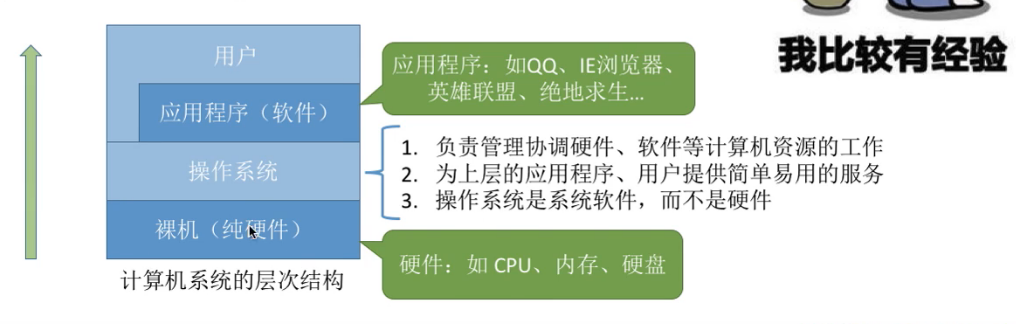 我比较有经验
用户
应用程序（软件）
操作系统
裸机（纯硬件）
计算机系统的层次结构
应用程序：如QQ、IE浏览器、
英雄联盟、绝地求生...
1. 负责管理协调硬件、软件等计算机资源的工作
2. 为上层的应用程序、用户提供简单易用的服务
3. 操作系统是系统软件，而不是硬件
硬件：如 CPU、内存、硬盘